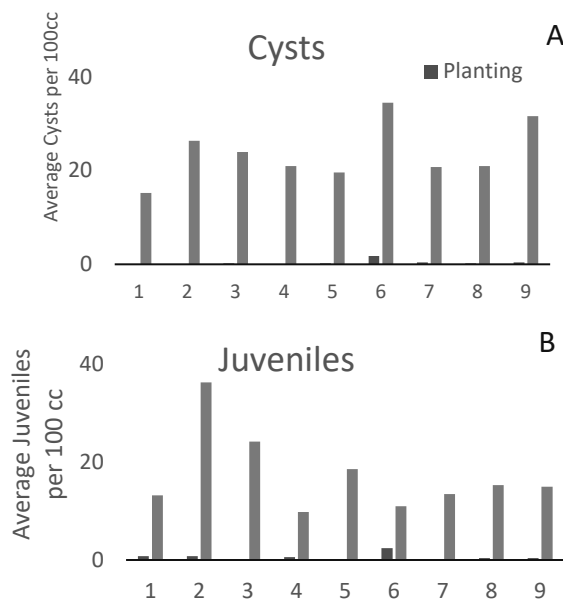 A
Cysts
Average Cysts per 100cc
40
Planting
20
0
1 2 3 4 5 6 7 8 9
B
Juveniles
Average Juveniles
per 100 cc
40
20
0
1 2 3 4 5 6 7 8 9